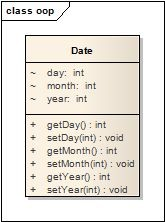 class oop
Date
~ day: int
~ month: int
~ year: int
+ getDay() : int
+ setDay(int) : void
+ getMonth() : int
+ setMonth(int) : void
+ getYear() : int
+ setYear(int) : void